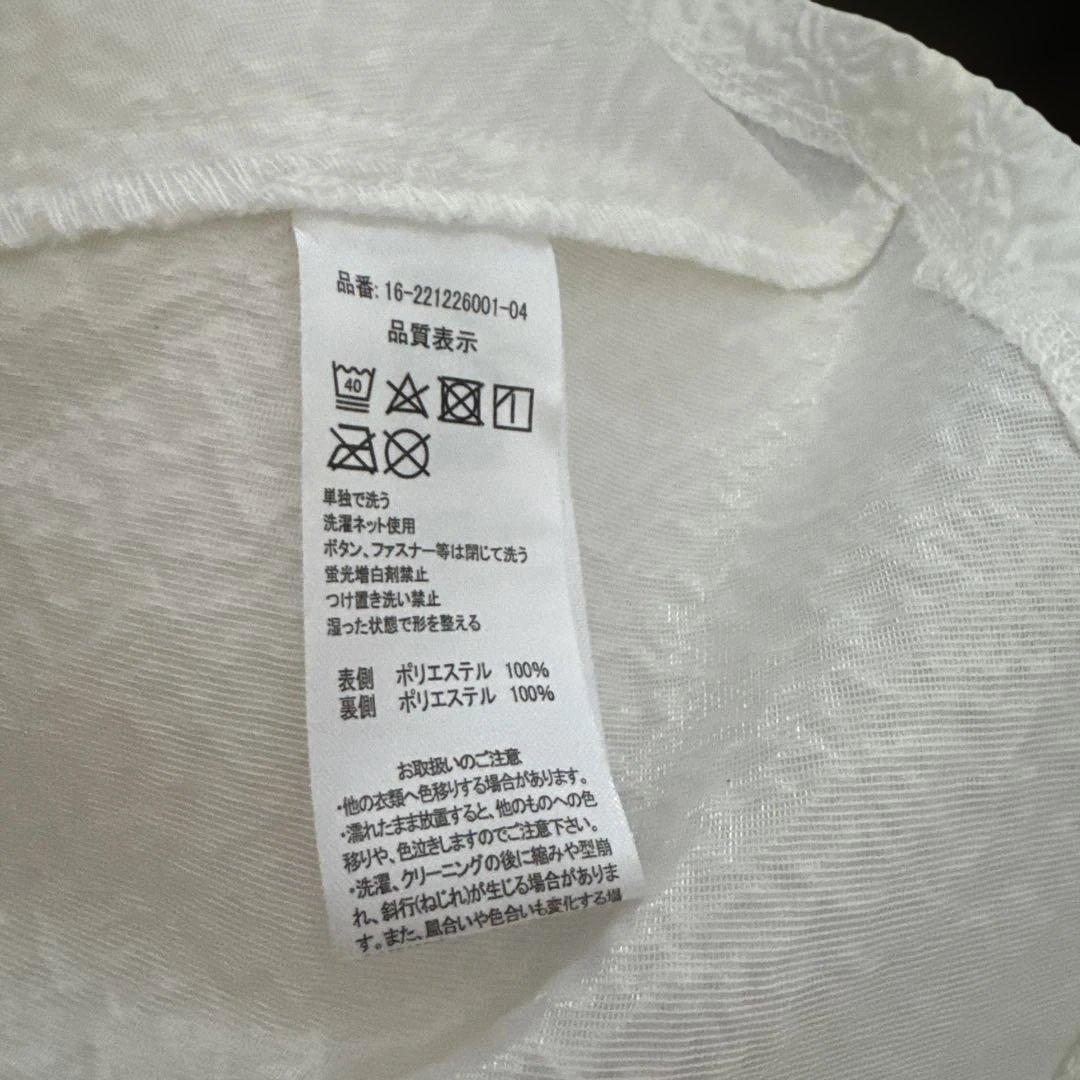 品番: 16-221226001-04
品質表示
40
単独で洗う
洗濯ネット使用
ボタン、ファスナー等は閉じて洗う
蛍光増白剤禁止
つけ置き洗い禁止
湿った状態で形を整える
表側 ポリエステル 100%
裏側 ポリエステル 100%
お取扱いのご注意
・他の衣類へ色移りする場合があります。
・濡れたまま放置すると、他のものへの色
移りや、色泣きしますのでご注意下さい。
・洗濯、クリーニングの後に縮みや型崩
れ、斜行(ねじれ)が生じる場合がありま
す。また、風合いや色合いも変化する場